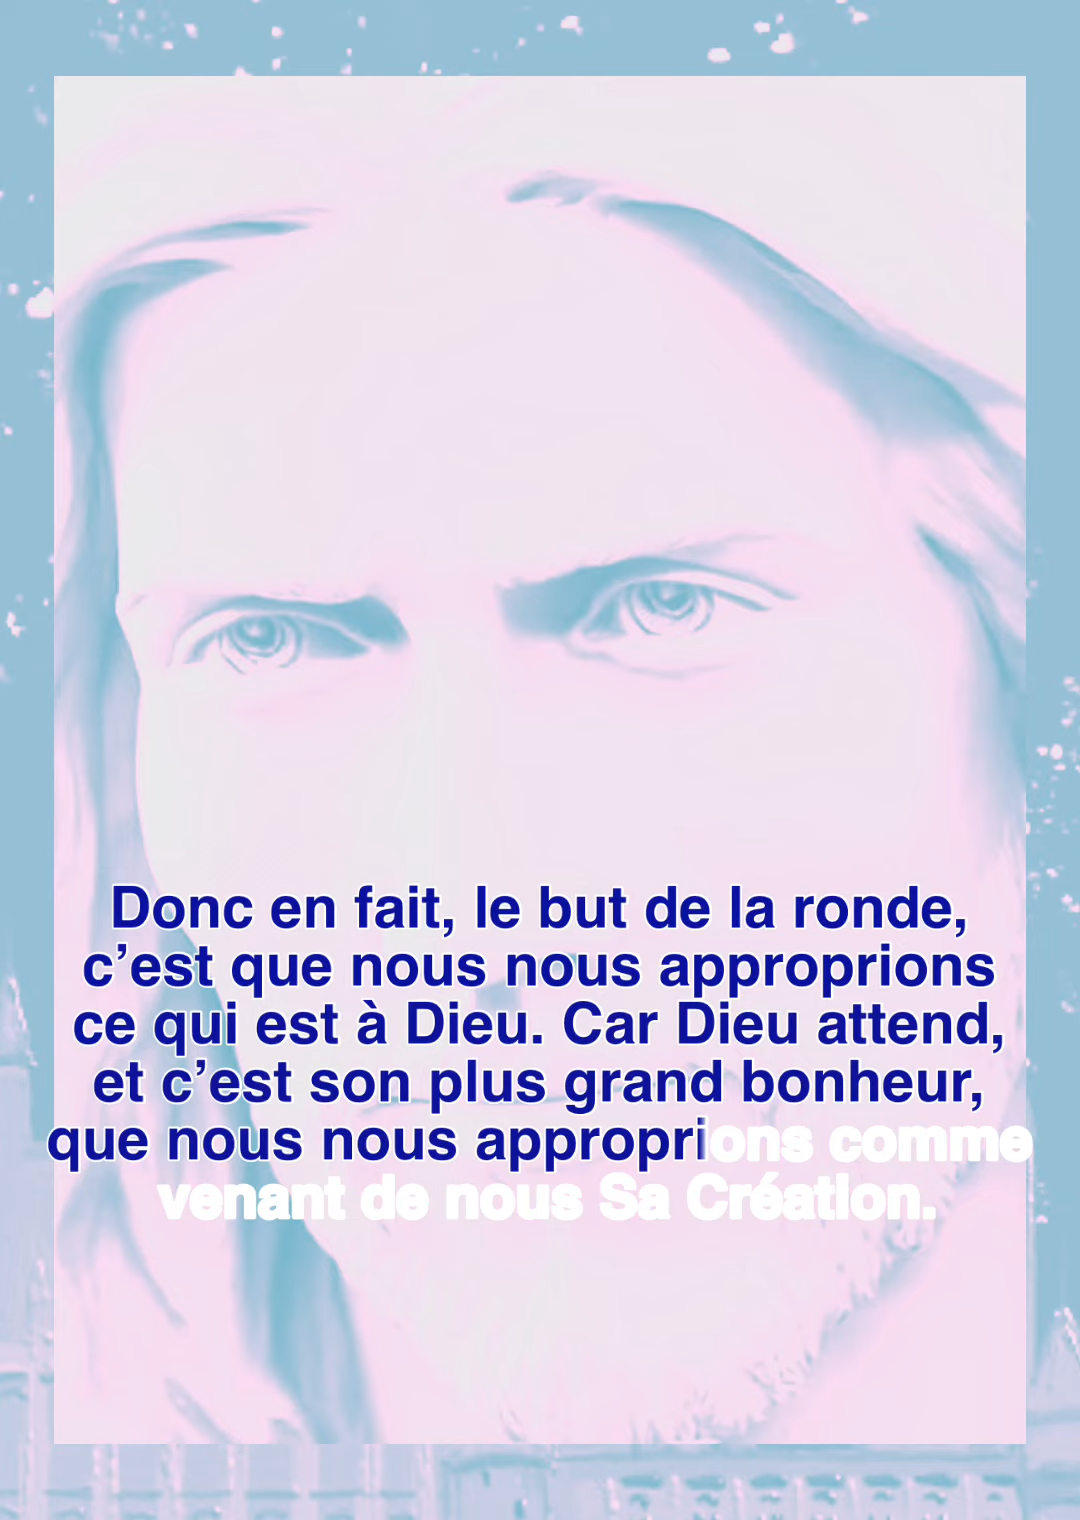 Donc en fait, le but de la ronde,
c’est que nous nous approprions
ce qui est à Dieu. Car Dieu attend,
et c’est son plus grand bonheur,
que nous nous approprions comme
venant de nous Sa Création.